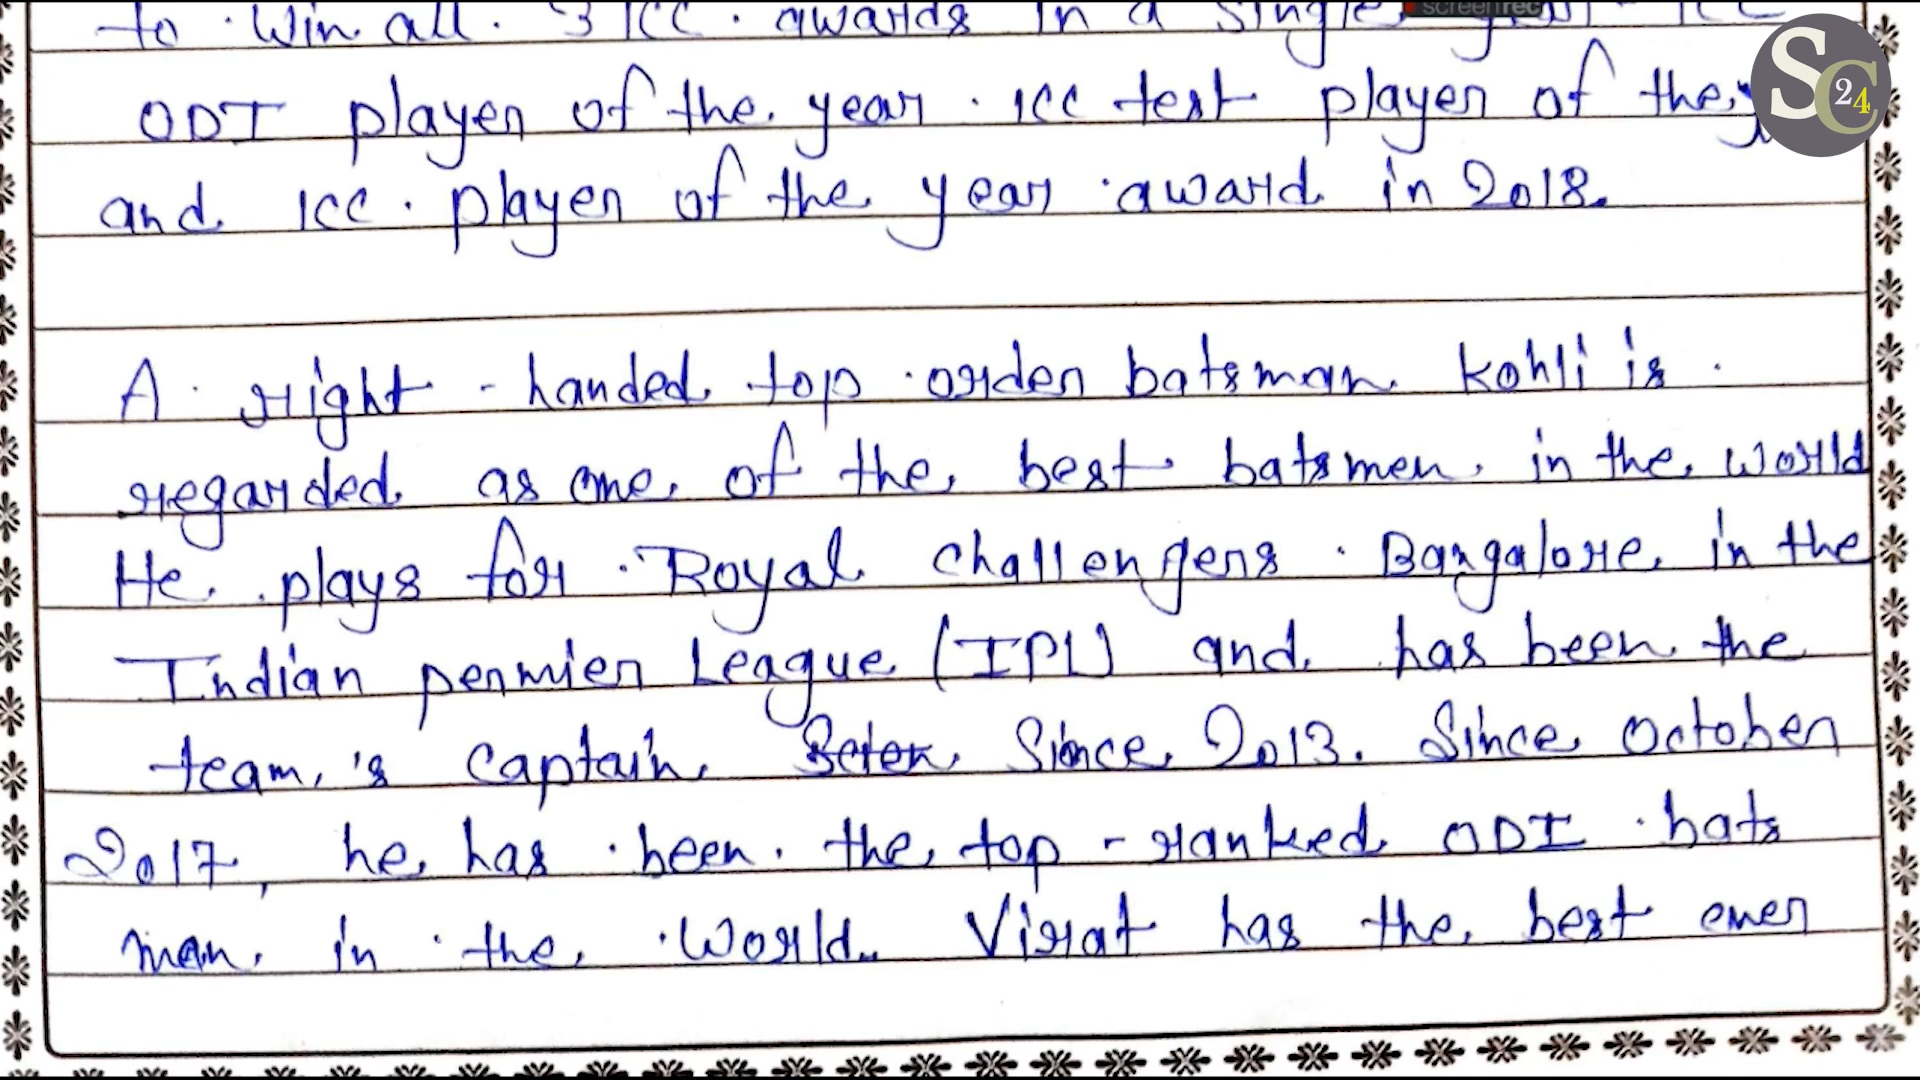 to win all 3 ICC awards in a single
ODI player of the year. ICC test player of the
and ICC player of the year award in 2018.
A right-handed top order batsman Kohli is
regarded as one of the best batsmen in the world
He plays for Royal Challengers Bangalore in the
Indian permier League (IPL) and has been the
team's captain Since 2013. Since October
2017, he has been the top-ranked ODI bats
man in the World. Virat has the best ever
SC 24